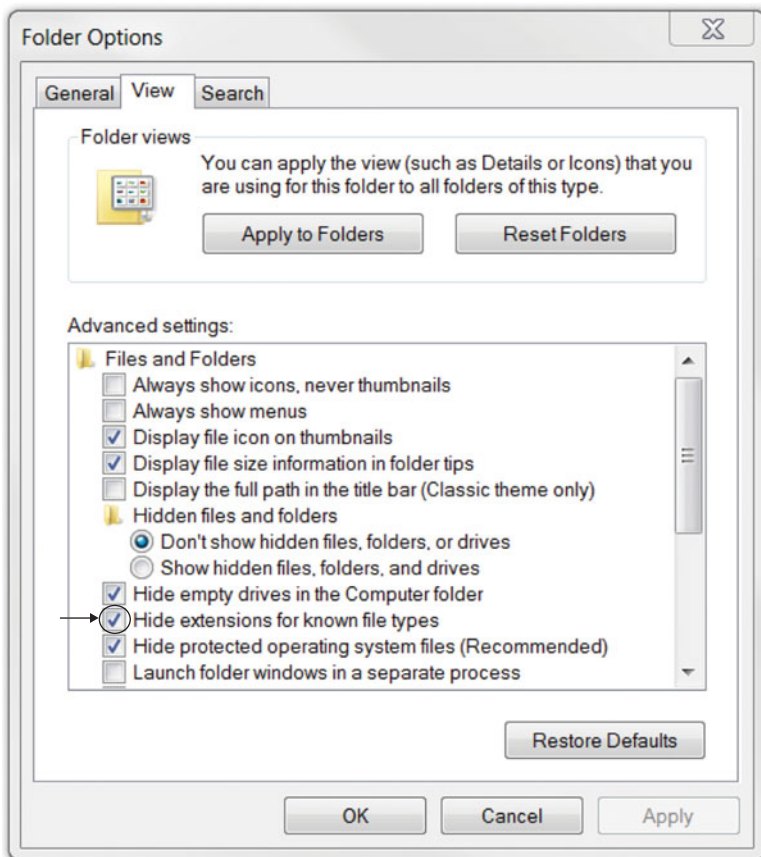 Folder Options
General View Search
Folder views
You can apply the view (such as Details or Icons) that you
are using for this folder to all folders of this type.
Apply to Folders Reset Folders
Advanced settings:
Files and Folders
Always show icons, never thumbnails
Always show menus
Display file icon on thumbnails
Display file size information in folder tips
Display the full path in the title bar (Classic theme only)
Hidden files and folders
Don't show hidden files, folders, or drives
Show hidden files, folders, and drives
Hide empty drives in the Computer folder
Hide extensions for known file types
Hide protected operating system files (Recommended)
Launch folder windows in a separate process
Restore Defaults
OK Cancel Apply